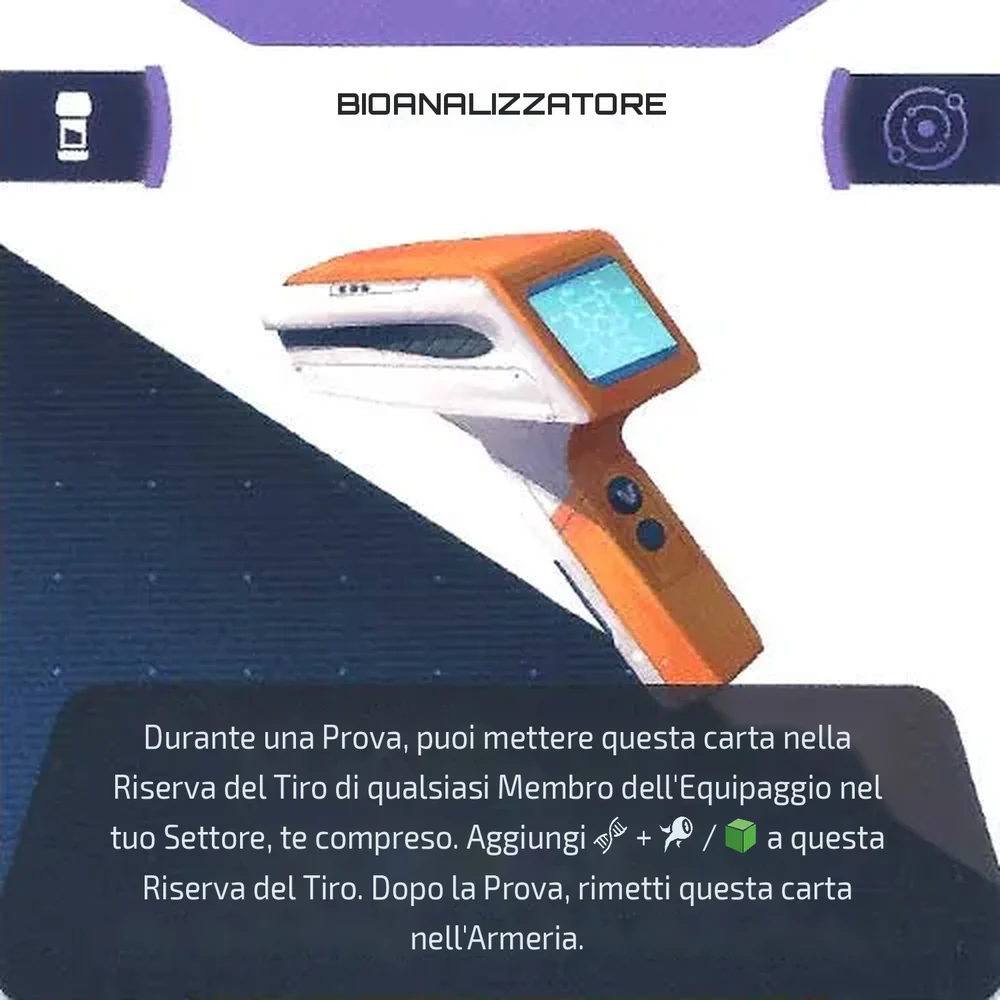 BIOANALIZZATORE
Durante una Prova, puoi mettere questa carta nella
Riserva del Tiro di qualsiasi Membro dell'Equipaggio nel
tuo Settore, te compreso. Aggiungi + / a questa
Riserva del Tiro. Dopo la Prova, rimetti questa carta
nell'Armeria.